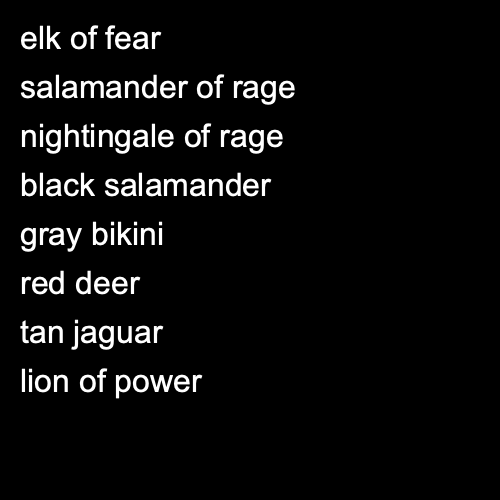 elk of fear
salamander of rage
nightingale of rage
black salamander
gray bikini
red deer
tan jaguar
lion of power